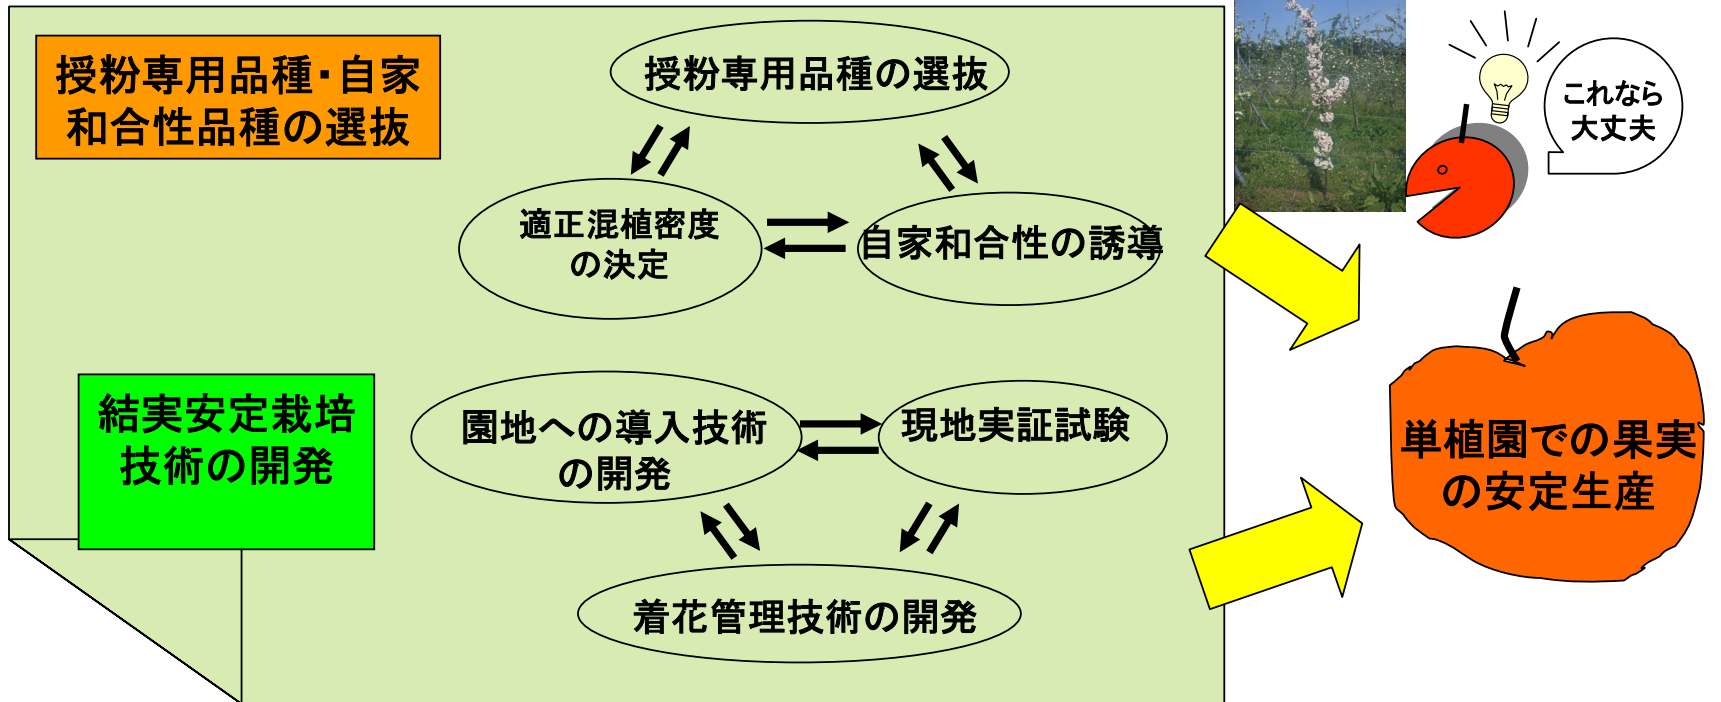 授粉専用品種・自家
和合性品種の選抜
授粉専用品種の選抜
適正混植密度
の決定
自家和合性の誘導
これなら
大丈夫
結実安定栽培
技術の開発
園地への導入技術
の開発
現地実証試験
着花管理技術の開発
単植園での果実
の安定生産